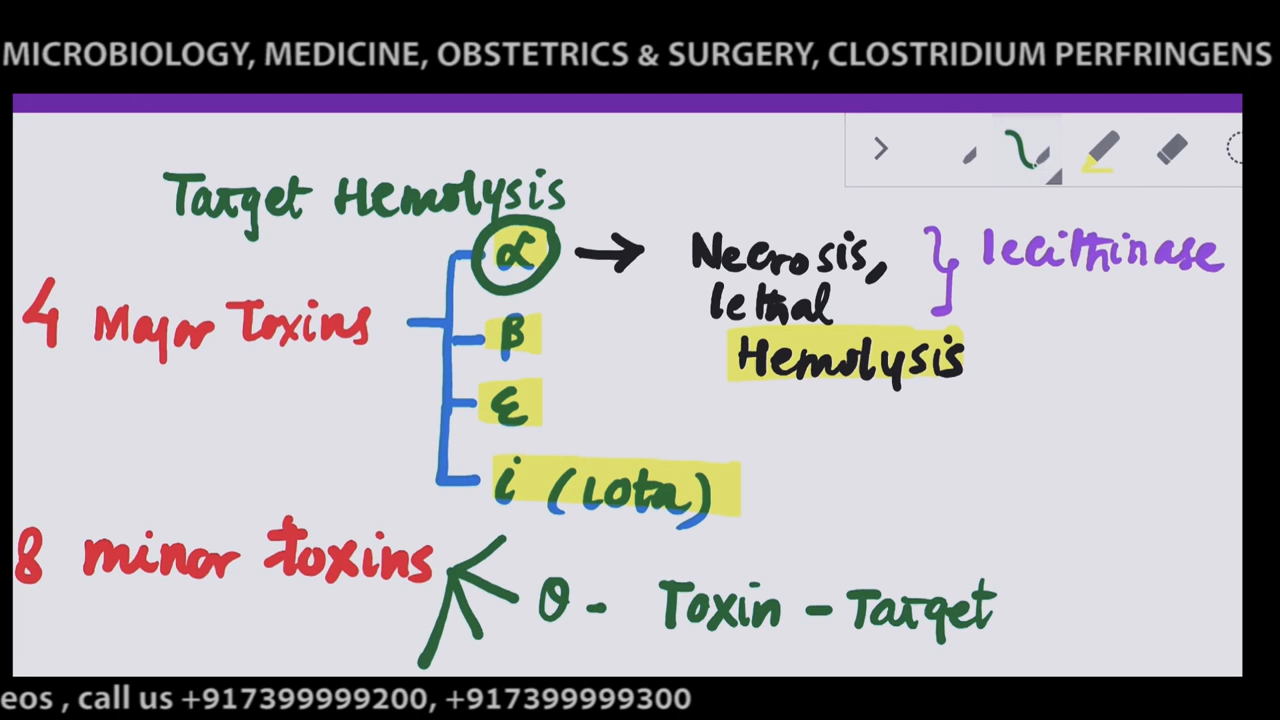 MICROBIOLOGY, MEDICINE, OBSTETRICS & SURGERY, CLOSTRIDIUM PERFRINGENS
Target Hemolysis
4 Major Toxins
α → Necrosis, lethal Hemolysis } lecithinase
β
ε
i (Iota)
8 minor toxins
θ - Toxin - Target
eos , call us +917399999200, +917399999300